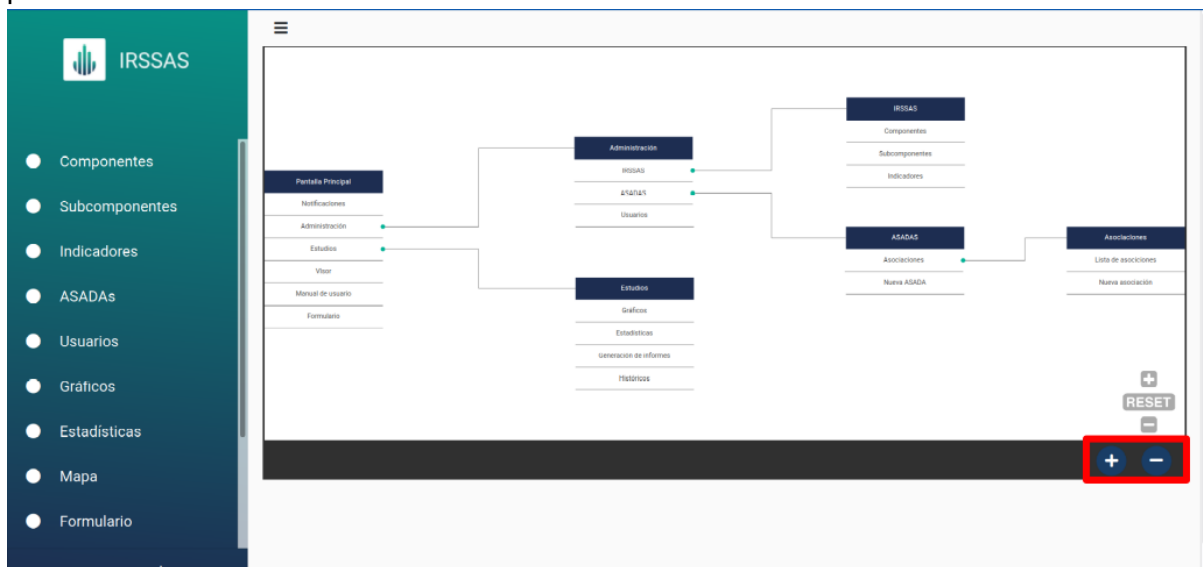 IRSSAS
Componentes
Subcomponentes
Indicadores
ASADAs
Usuarios
Gráficos
Estadísticas
Mapa
Formulario
Pantalla Principal
Notificaciones
Administración
Estudios
Visor
Manual de usuario
Formulario
Administración
IRSSAS
ASADAS
Usuarios
Estudios
Gráficos
Estadísticas
Generación de informes
Históricos
IRSSAS
Componentes
Subcomponentes
Indicadores
ASADAS
Asociaciones
Nueva ASADA
Asociaciones
Lista de asociciones
Nueva asociación
RESET